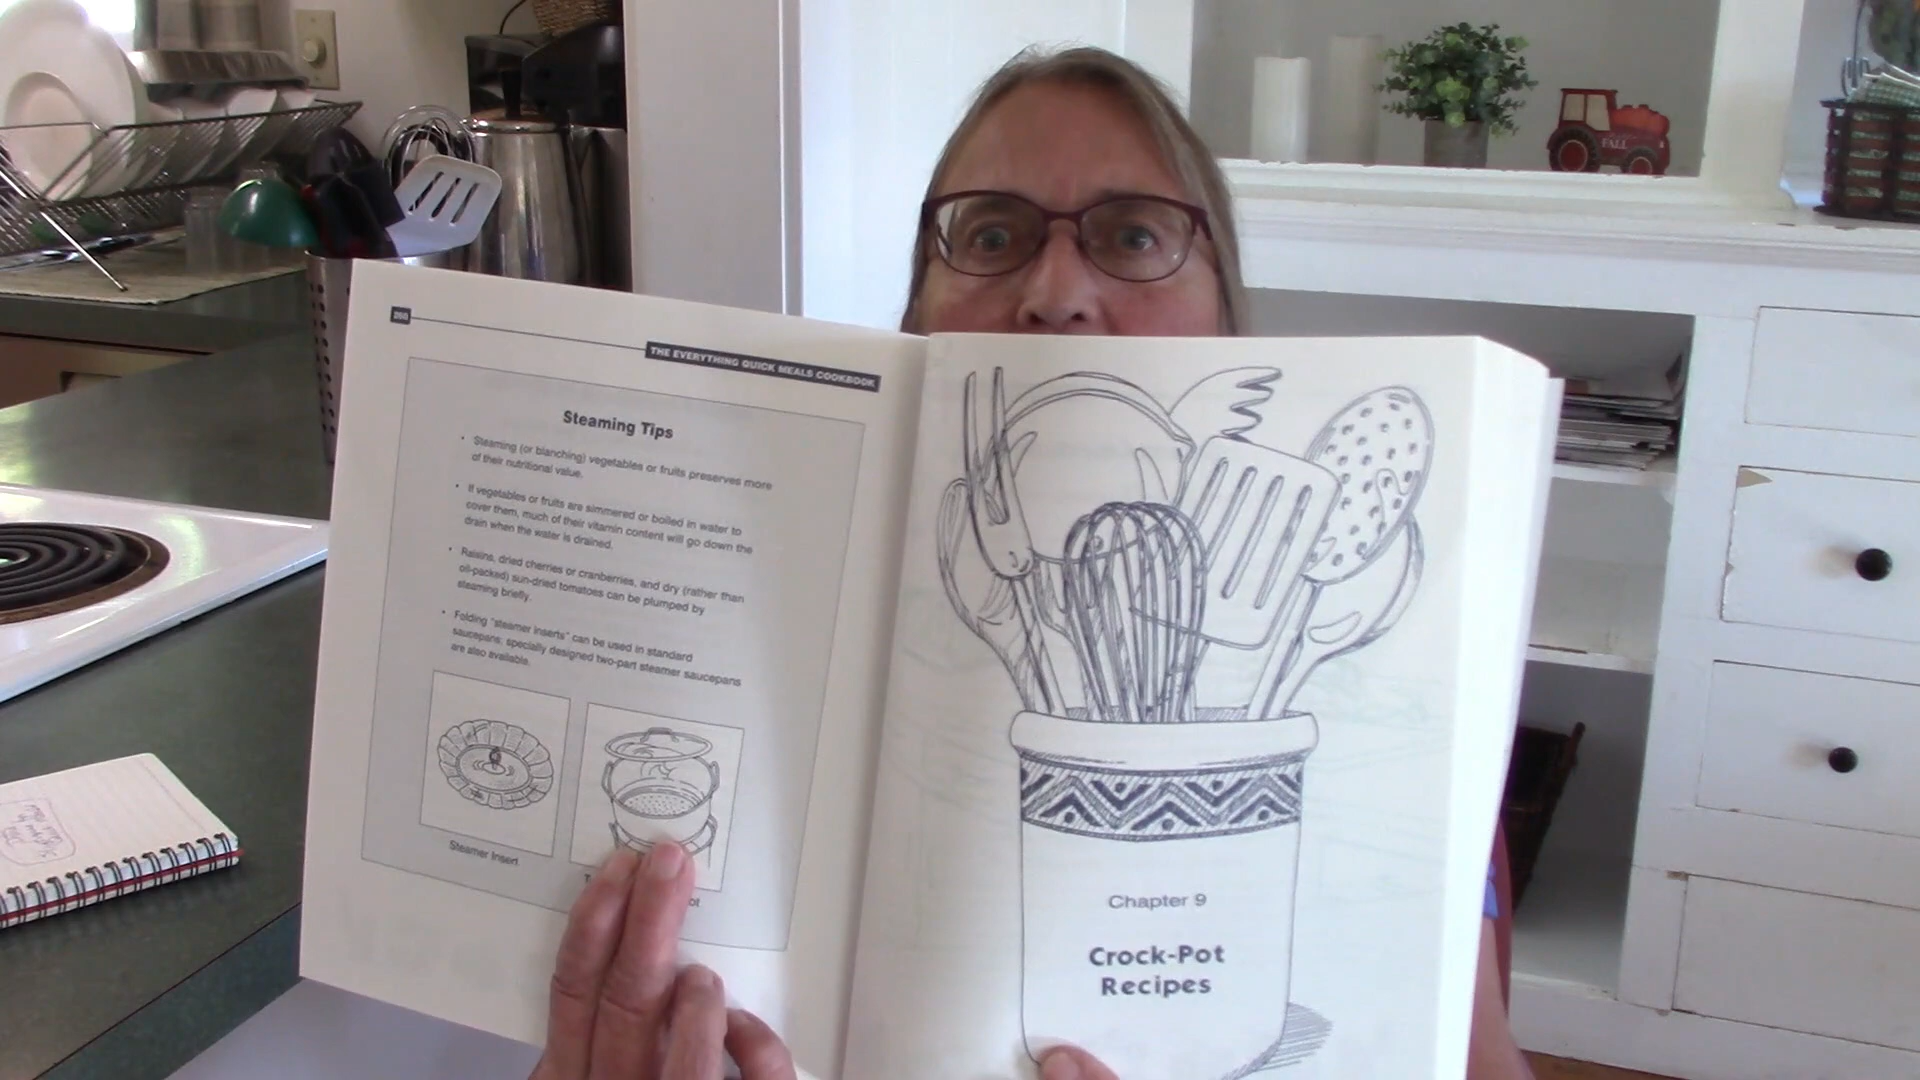 FALL
260
THE EVERYTHING QUICK MEALS COOKBOOK
Steaming Tips
• Steaming (or blanching) vegetables or fruits preserves more
of their nutritional value.
• If vegetables or fruits are simmered or boiled in water to
cover them, much of their vitamin content will go down the
drain when the water is drained.
• Raisins, dried cherries or cranberries, and dry (rather than
oil-packed) sun-dried tomatoes can be plumped by
steaming briefly.
• Folding "steamer inserts" can be used in standard
saucepans; specially designed two-part steamer saucepans
are also available.
Steamer Insert
Chapter 9
Crock-Pot
Recipes